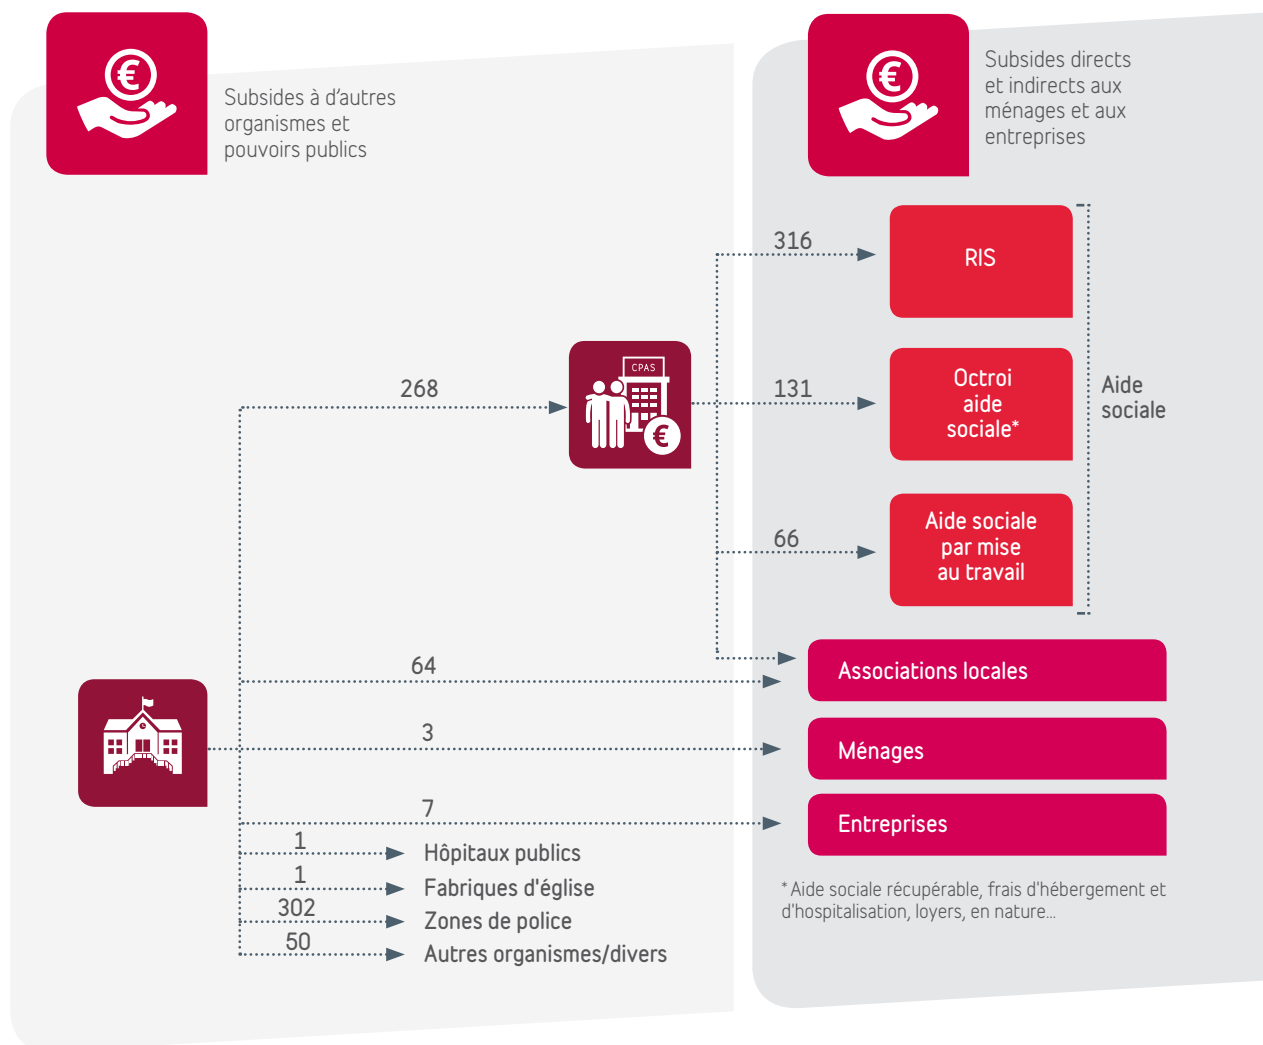 Subsides à d'autres
organismes et
pouvoirs publics
Subsides directs
et indirects aux
ménages et aux
entreprises
316
RIS
CPAS
268
131
Octroi
aide
sociale*
Aide
sociale
66
Aide sociale
par mise
au travail
64
Associations locales
3
Ménages
7
Entreprises
1
Hôpitaux publics
1
Fabriques d'église
302
Zones de police
50
Autres organismes/divers
* Aide sociale récupérable, frais d'hébergement et
d'hospitalisation, loyers, en nature...